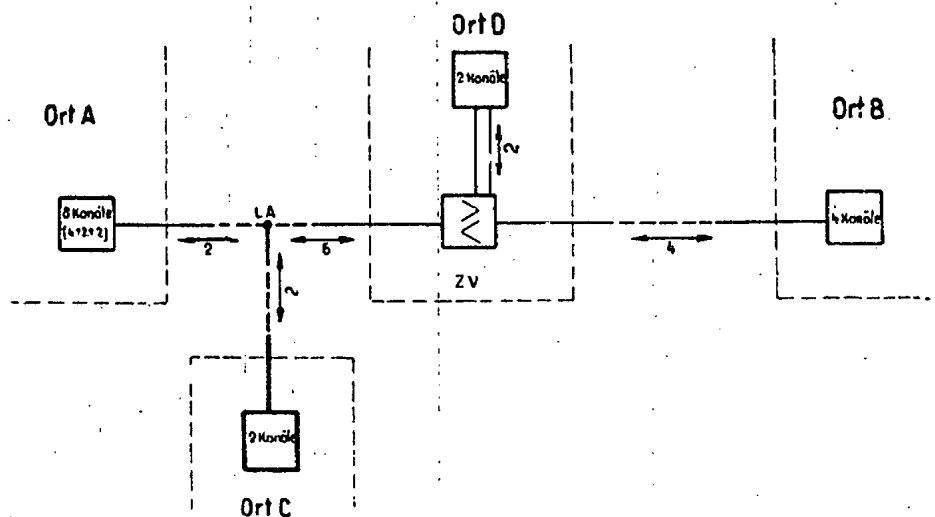 Ort D
2 Kanäle
Ort A
Ort B
2
8 Kanäle
(4+2+2)
LA
2
6
4
4 Kanäle
ZV
2
2 Kanäle
Ort C